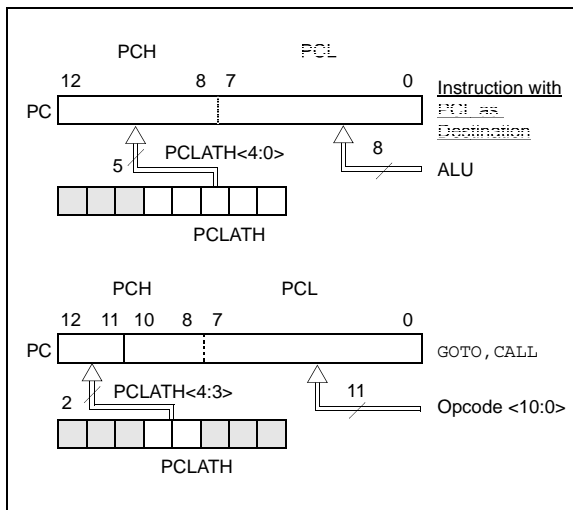 PCH PCL
12 8 7 0
Instruction with
PCL as
Destination
PC
5 PCLATH<4:0> 8
ALU
PCLATH
PCH PCL
12 11 10 8 7 0
PC GOTO, CALL
2 PCLATH<4:3> 11
Opcode <10:0>
PCLATH